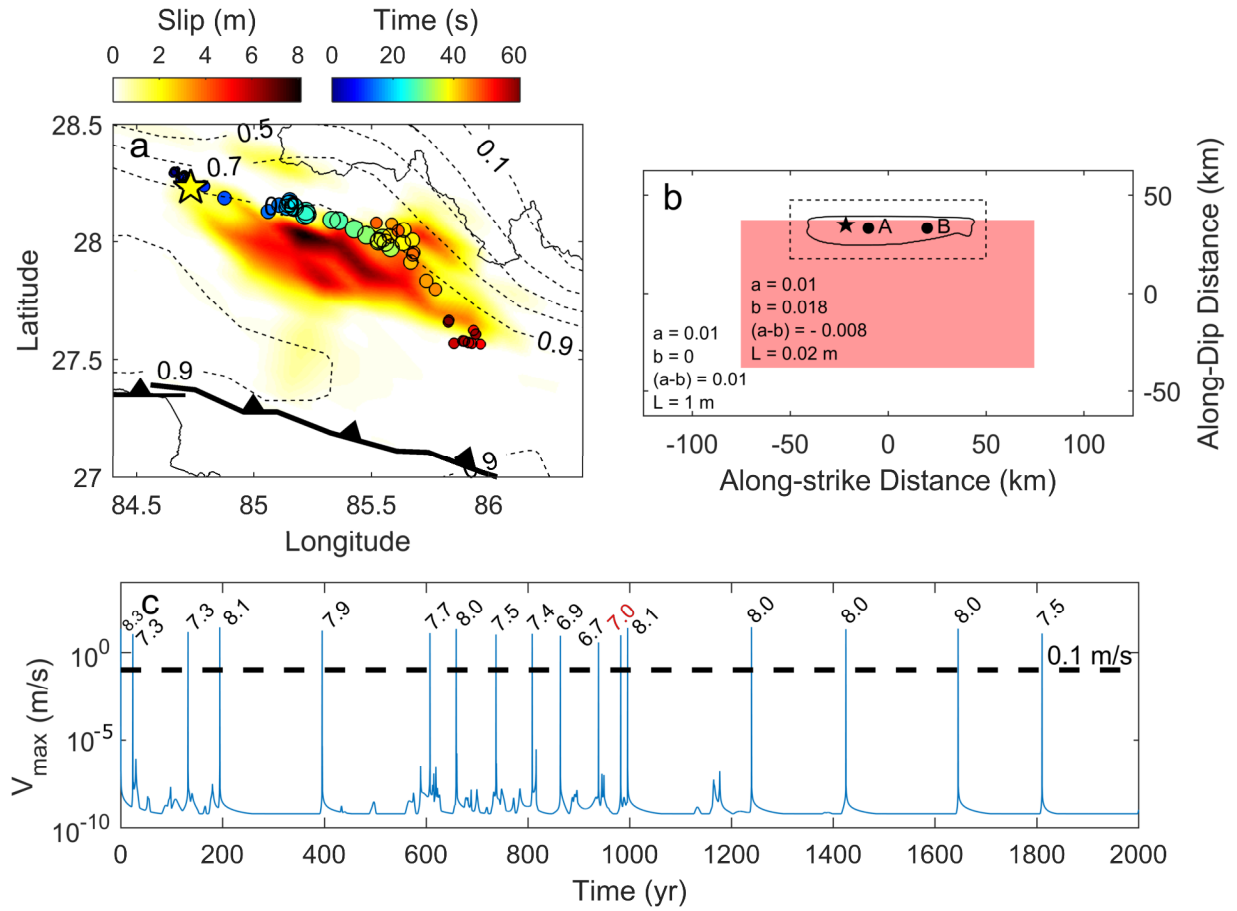 Slip (m)
Time (s)
0 2 4 6 8
0 20 40 60
a
28.5
28
27.5
27
Latitude
0.5
0.7
0.1
0.9
0.9
0.9
84.5 85 85.5 86
Longitude
b
A
B
a = 0.01
b = 0.018
(a-b) = - 0.008
L = 0.02 m
a = 0.01
b = 0
(a-b) = 0.01
L = 1 m
50
0
-50
Along-Dip Distance (km)
-100 -50 0 50 100
Along-strike Distance (km)
c
8.3
7.3
7.3
8.1
7.9
7.7
8.0
7.5
7.4
6.9
6.7
7.0
8.1
8.0
8.0
8.0
7.5
0.1 m/s
10^0
10^-5
10^-10
V_max (m/s)
0 200 400 600 800 1000 1200 1400 1600 1800 2000
Time (yr)